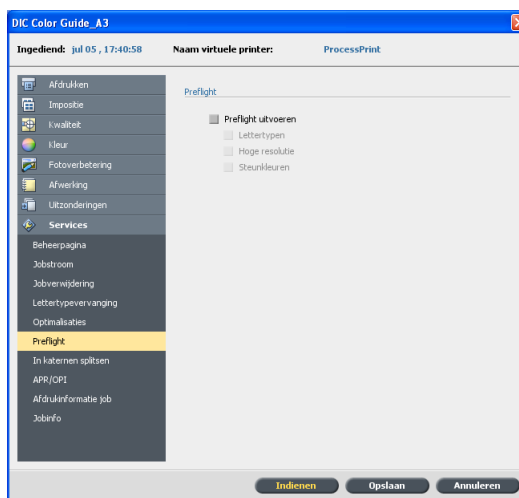 DIC Color Guide_A3
Ingediend: jul 05 , 17:40:58 Naam virtuele printer: ProcessPrint
Afdrukken
Impositie
Kwaliteit
Kleur
Fotoverbetering
Afwerking
Uitzonderingen
Services
Beheerpagina
Jobstroom
Jobverwijdering
Lettertypevervanging
Optimalisaties
Preflight
In katernen splitsen
APR/OPI
Afdrukinformatie job
Jobinfo
Preflight
Preflight uitvoeren
Lettertypen
Hoge resolutie
Steunkleuren
Indienen Opslaan Annuleren